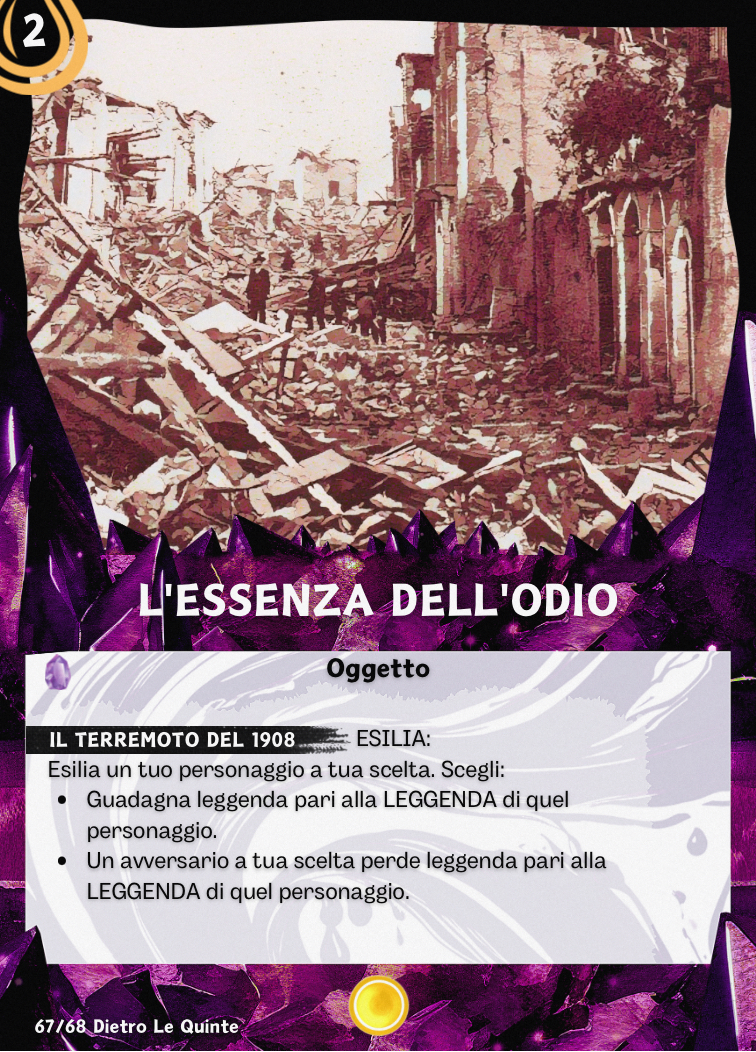 2
L'ESSENZA DELL'ODIO
Oggetto
IL TERREMOTO DEL 1908 ESILIA:
Esilia un tuo personaggio a tua scelta. Scegli:
• Guadagna leggenda pari alla LEGGENDA di quel
personaggio.
• Un avversario a tua scelta perde leggenda pari alla
LEGGENDA di quel personaggio.
67/68 Dietro Le Quinte